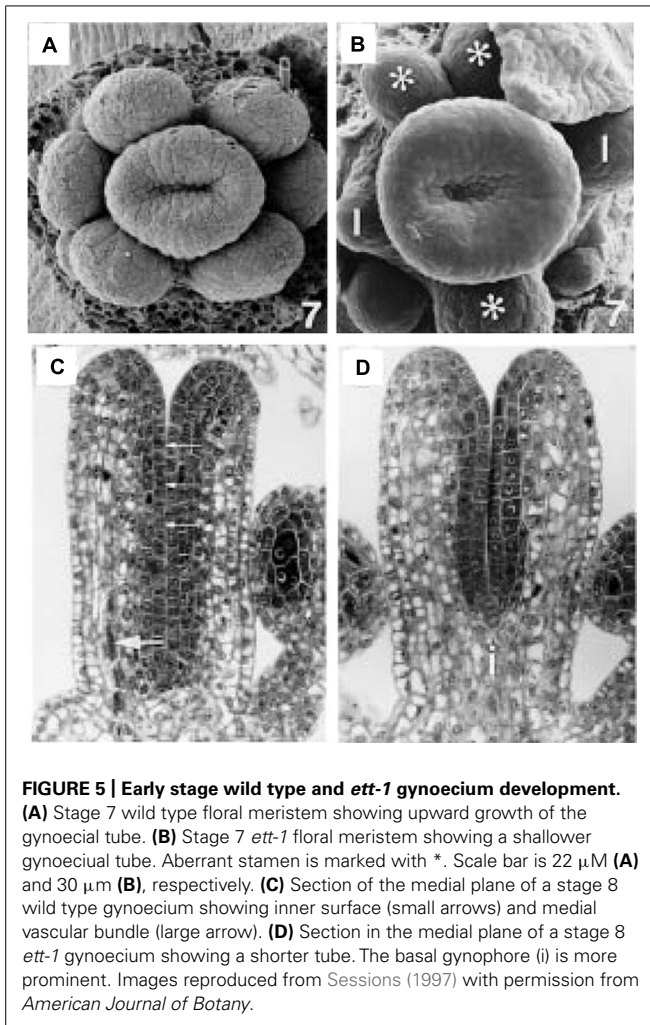 A
B
*
*
l
l
*
7
7
C
D
i
FIGURE 5 | Early stage wild type and ett-1 gynoecium development.
(A) Stage 7 wild type floral meristem showing upward growth of the
gynoecial tube. (B) Stage 7 ett-1 floral meristem showing a shallower
gynoeciual tube. Aberrant stamen is marked with *. Scale bar is 22 μM (A)
and 30 μm (B), respectively. (C) Section of the medial plane of a stage 8
wild type gynoecium showing inner surface (small arrows) and medial
vascular bundle (large arrow). (D) Section in the medial plane of a stage 8
ett-1 gynoecium showing a shorter tube. The basal gynophore (i) is more
prominent. Images reproduced from Sessions (1997) with permission from
American Journal of Botany.